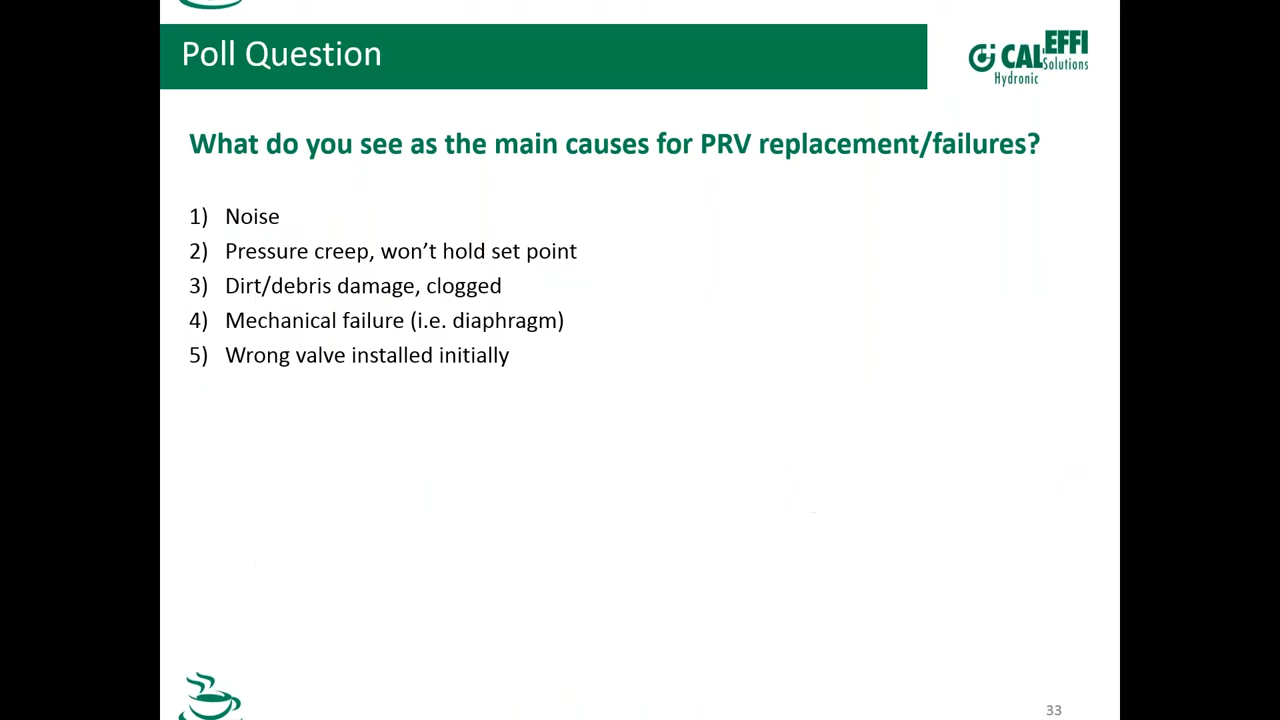 Poll Question
CALEFFI
Hydronic Solutions
What do you see as the main causes for PRV replacement/failures?
1) Noise
2) Pressure creep, won’t hold set point
3) Dirt/debris damage, clogged
4) Mechanical failure (i.e. diaphragm)
5) Wrong valve installed initially
33